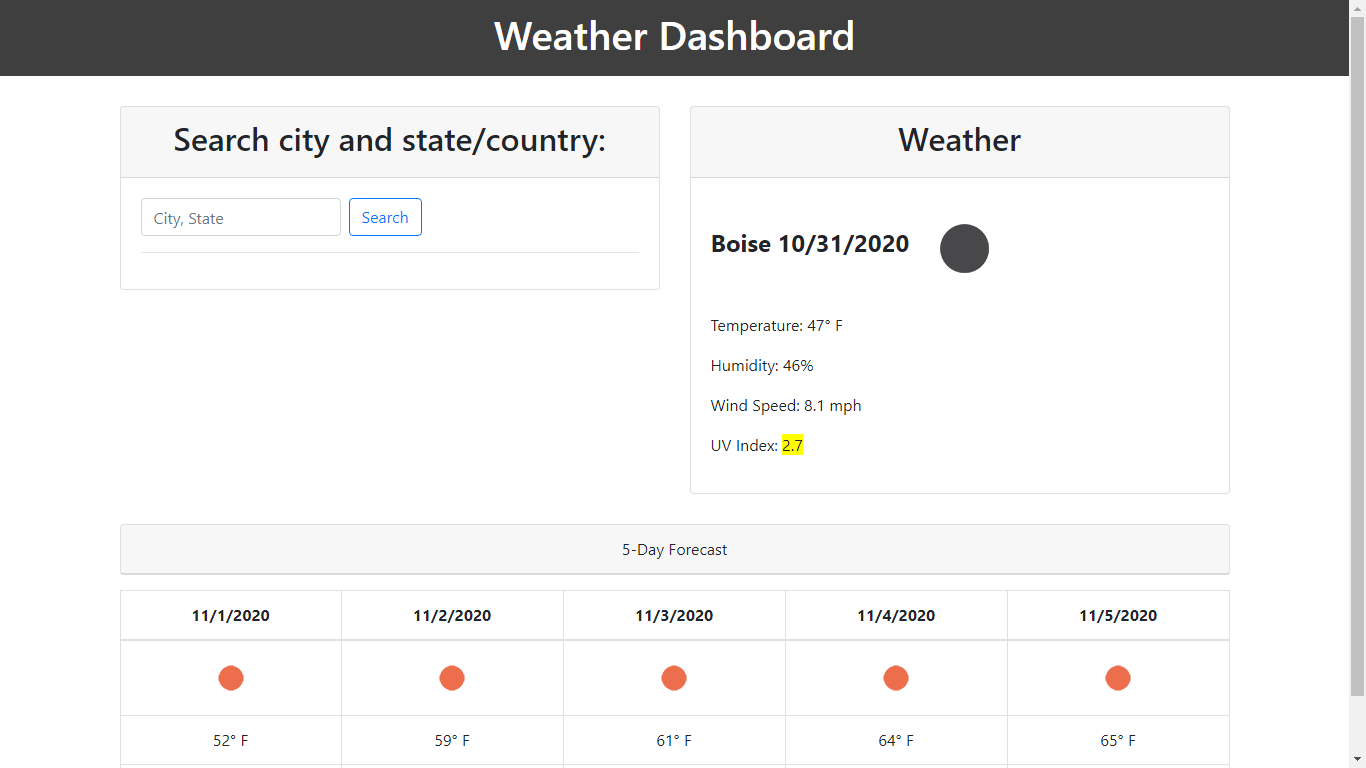 Weather Dashboard
Search city and state/country:
City, State
Search
Weather
Boise 10/31/2020
Temperature: 47° F
Humidity: 46%
Wind Speed: 8.1 mph
UV Index: 2.7
5-Day Forecast
11/1/2020 11/2/2020 11/3/2020 11/4/2020 11/5/2020
52° F 59° F 61° F 64° F 65° F